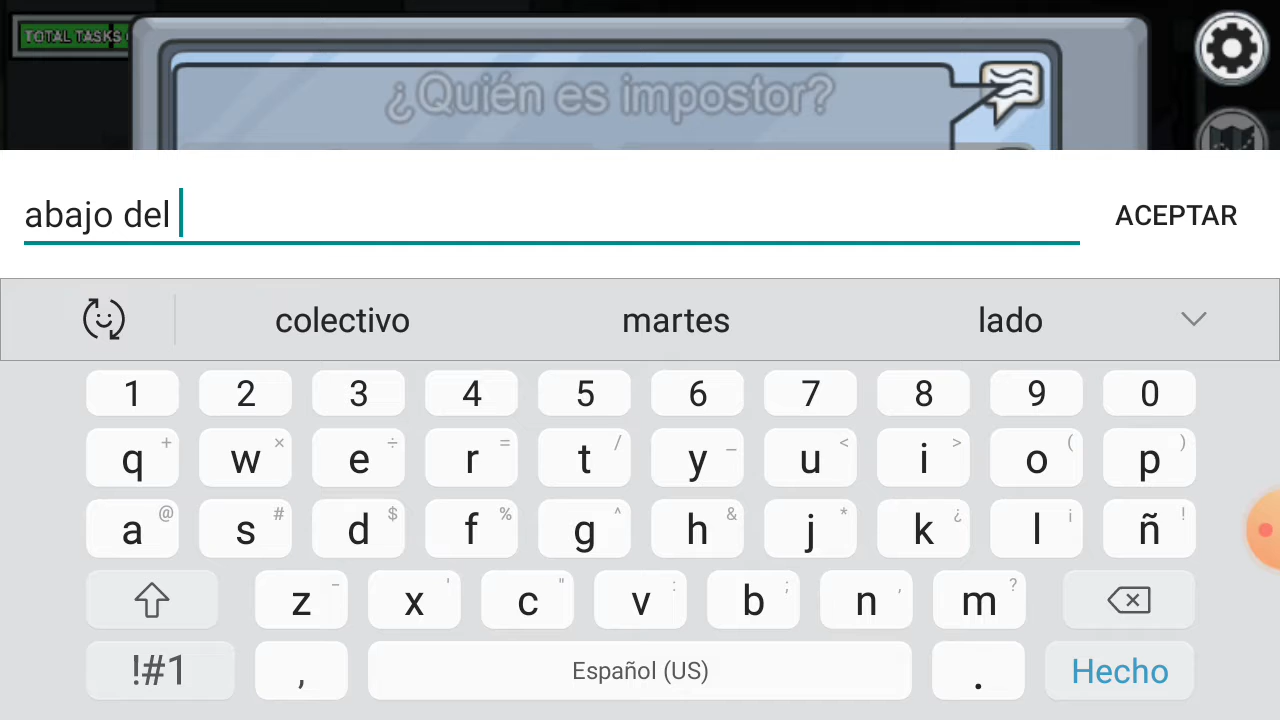 TOTAL TASKS
¿Quién es impostor?
abajo del
ACEPTAR
colectivo martes lado
1 2 3 4 5 6 7 8 9 0
q + w × e ÷ r = t / y _ u < i > o ( p )
a @ s # d $ f % g ^ h & j * k ¿ l ¡ ñ !
z - x ' c " v : b ; n , m ?
!#1 , Español (US) . Hecho